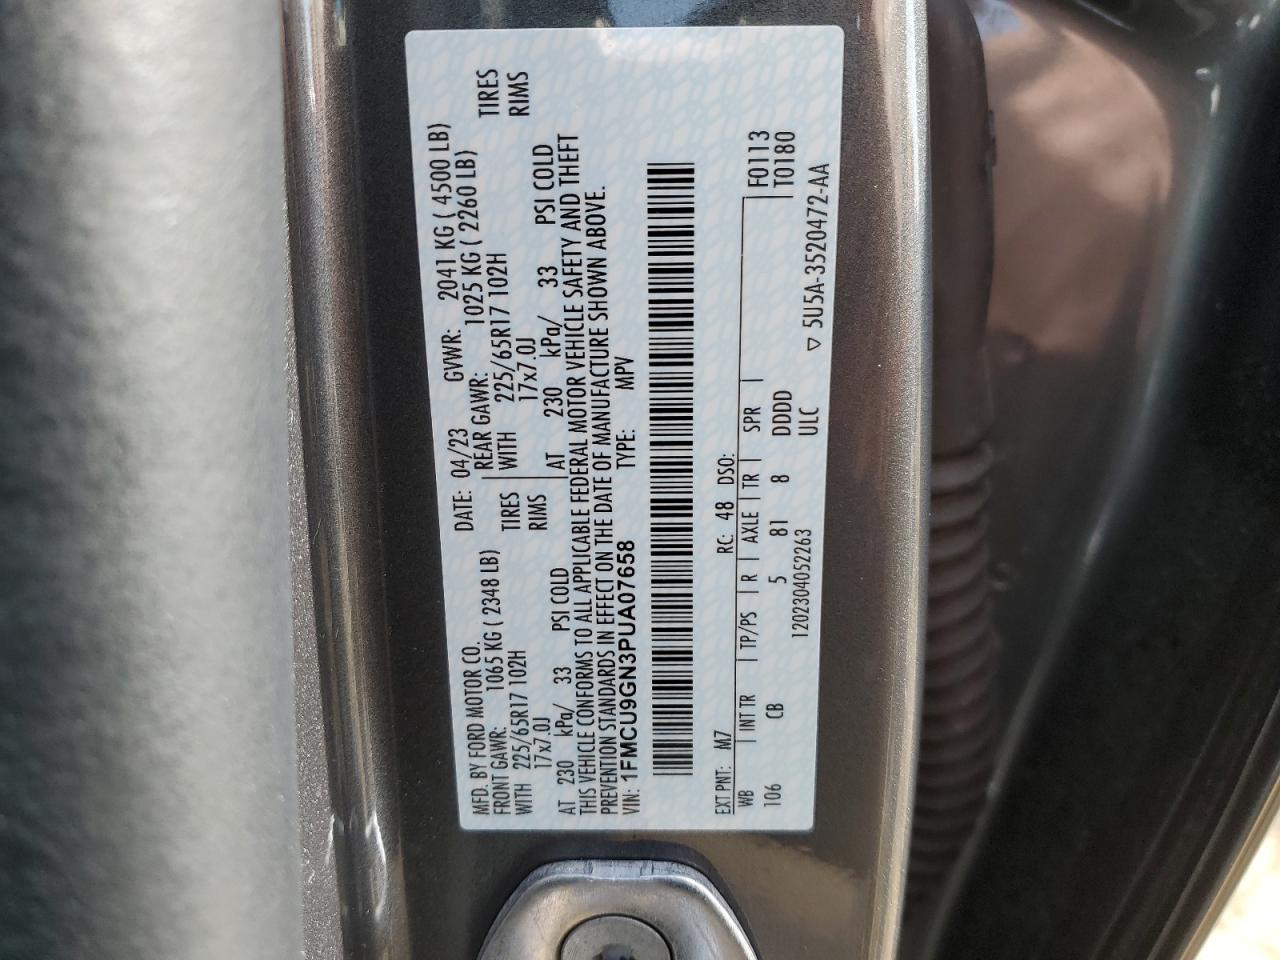 MFD. BY FORD MOTOR CO. DATE: 04/23 GVWR: 2041 KG ( 4500 LB)
FRONT GAWR: 1065 KG ( 2348 LB) REAR GAWR: 1025 KG ( 2260 LB)
WITH 225/65R17 102H TIRES WITH 225/65R17 102H TIRES
17x7.0J RIMS 17x7.0J RIMS
AT 230 kPa/ 33 PSI COLD AT 230 kPa/ 33 PSI COLD
THIS VEHICLE CONFORMS TO ALL APPLICABLE FEDERAL MOTOR VEHICLE SAFETY AND THEFT
PREVENTION STANDARDS IN EFFECT ON THE DATE OF MANUFACTURE SHOWN ABOVE.
VIN: 1FMCU9GN3PUA07658 TYPE: MPV
EXT PNT: M7 RC: 48 DSO:
WB | INT TR | TP/PS | R | AXLE | TR | SPR | F0113
106 CB 5 81 8 DDDD T0180
12023040522​63 ULC ▽ 5U5A-3520472-AA